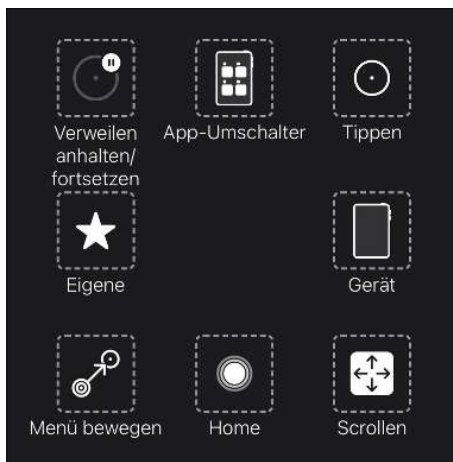 Verweilen
anhalten/
fortsetzen
App-Umschalter
Tippen
Eigene
Gerät
Menü bewegen
Home
Scrollen